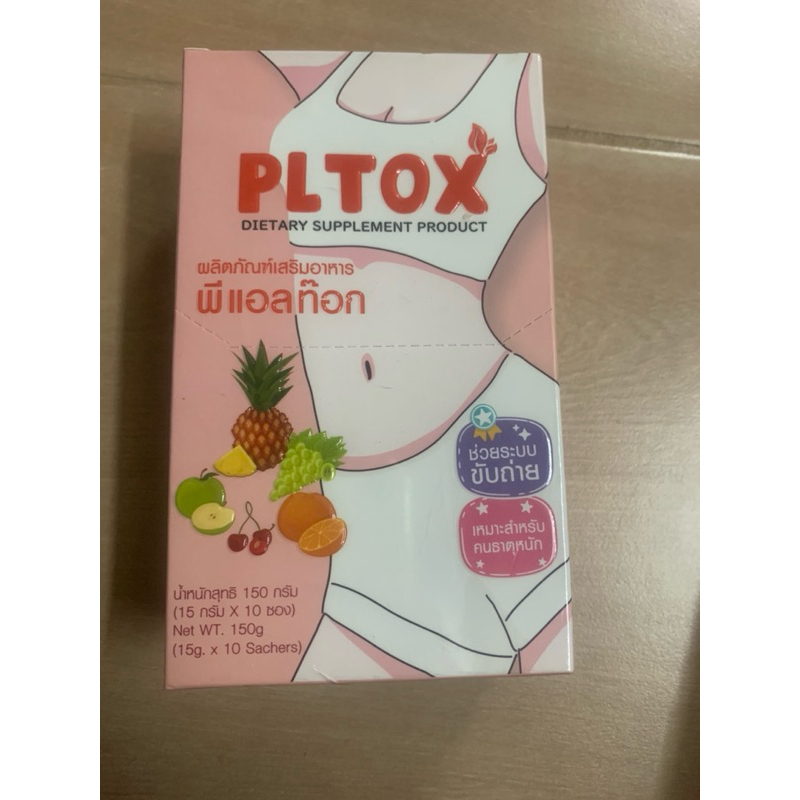 PLTOX
DIETARY SUPPLEMENT PRODUCT
ผลิตภัณฑ์เสริมอาหาร
พีแอลท๊อก
ช่วยระบบ
ขับถ่าย
เหมาะสำหรับ
คนธาตุหนัก
น้ำหนักสุทธิ 150 กรัม
(15 กรัม X 10 ซอง)
Net WT. 150g
(15g. x 10 Sachers)